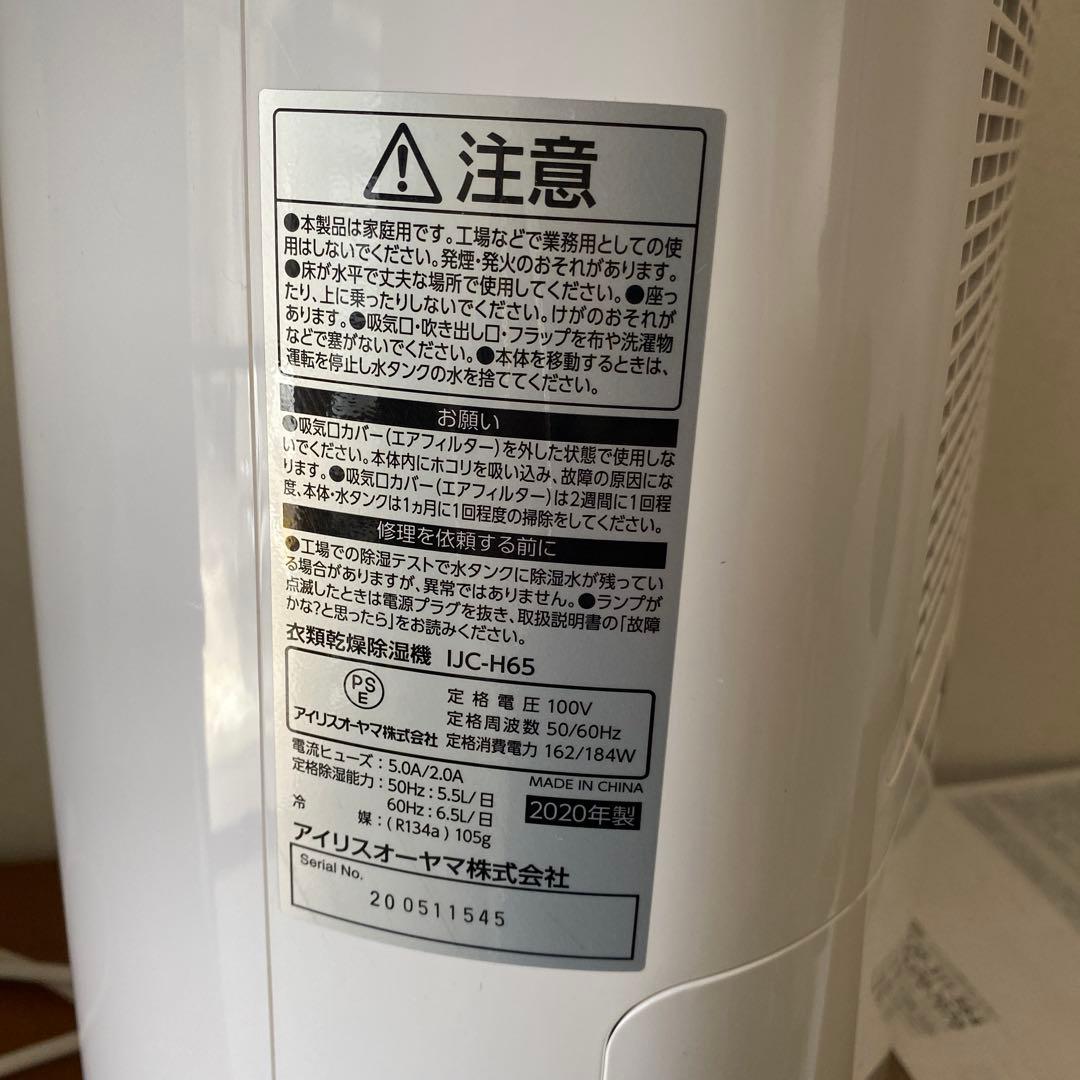 注意
●本製品は家庭用です。工場などで業務用としての使
用はしないでください。発煙・発火のおそれがあります。
●床が水平で丈夫な場所で使用してください。●座っ
たり、上に乗ったりしないでください。けがのおそれが
あります。●吸気口・吹き出し口・フラップを布や洗濯物
などで塞がないでください。●本体を移動するときは、
運転を停止し水タンクの水を捨ててください。
お願い
●吸気口カバー(エアフィルター)を外した状態で使用しな
いでください。本体内にホコリを吸い込み、故障の原因にな
ります。●吸気口カバー(エアフィルター)は2週間に1回程
度、本体・水タンクは1ヵ月に1回程度の掃除をしてください。
修理を依頼する前に
●工場での除湿テストで水タンクに除湿水が残ってい
る場合がありますが、異常ではありません。●ランプが
点滅したときは電源プラグを抜き、取扱説明書の「故障
かな?と思ったら」をお読みください。
衣類乾燥除湿機 IJC-H65
PS
E
アイリスオーヤマ株式会社
定格電圧 100V
定格周波数 50/60Hz
定格消費電力 162/184W
電流ヒューズ:5.0A/2.0A
定格除湿能力:50Hz:5.5L/日
60Hz:6.5L/日
冷媒:(R134a)105g
MADE IN CHINA
2020年製
アイリスオーヤマ株式会社
Serial No.
20 0511545